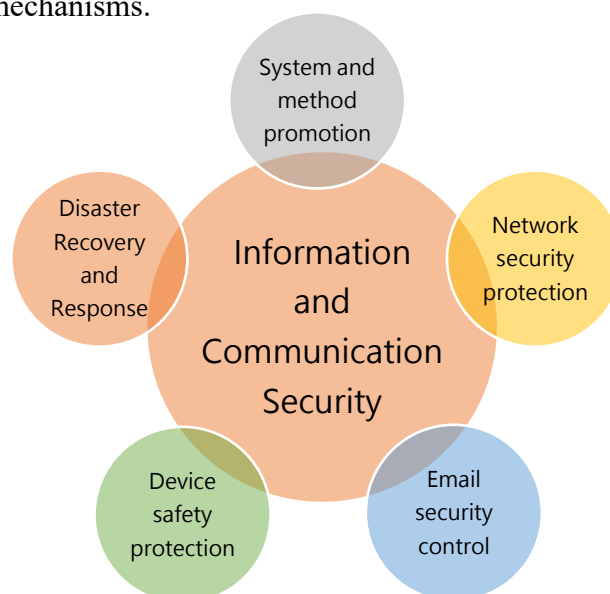 mechanisms.
System and
method
promotion
Disaster
Recovery
and
Response
Network
security
protection
Information
and
Communication
Security
Device
safety
protection
Email
security
control